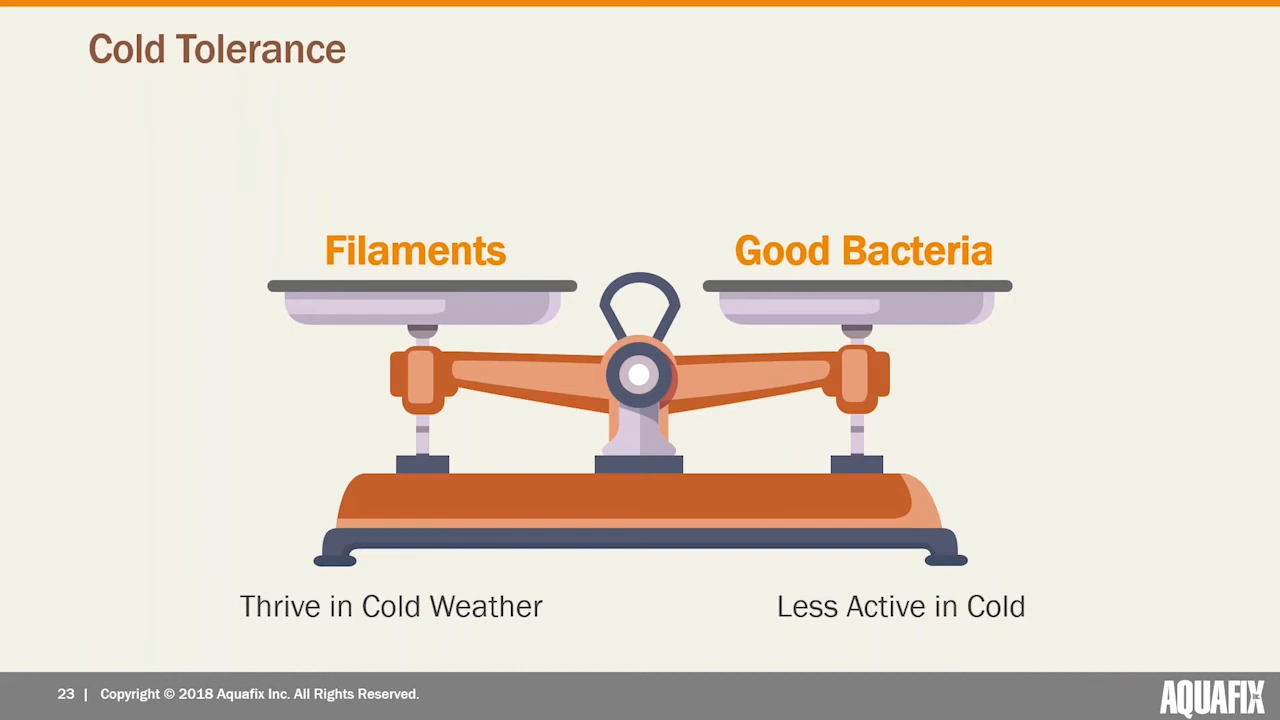 Cold Tolerance
Filaments
Good Bacteria
Thrive in Cold Weather
Less Active in Cold
23 | Copyright © 2018 Aquafix Inc. All Rights Reserved.
AQUAFIX INC.